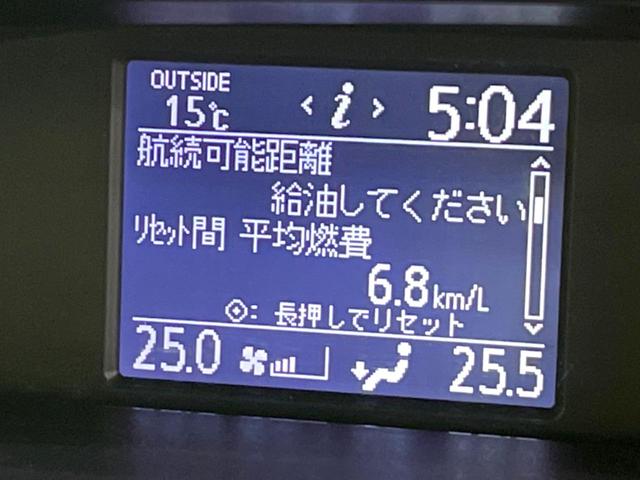 OUTSIDE
15℃
< i >
5:04
航続可能距離
給油してください
リセット間 平均燃費
6.8km/L
: 長押しでリセット
25.0
25.5